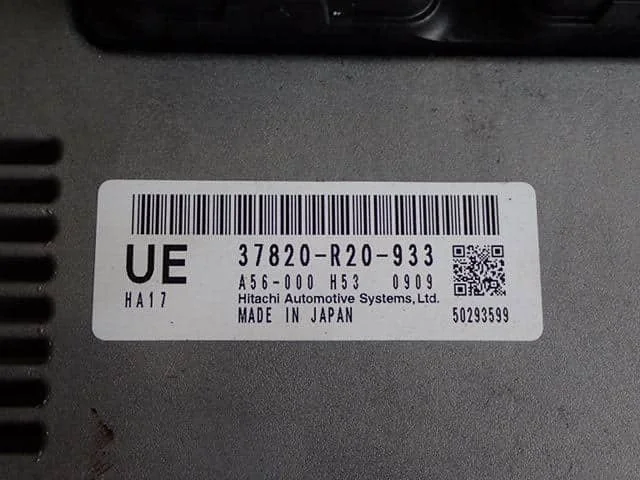 UE 37820-R20-933
HA17 A56-000 H53 0909
Hitachi Automotive Systems, Ltd.
MADE IN JAPAN 50293599